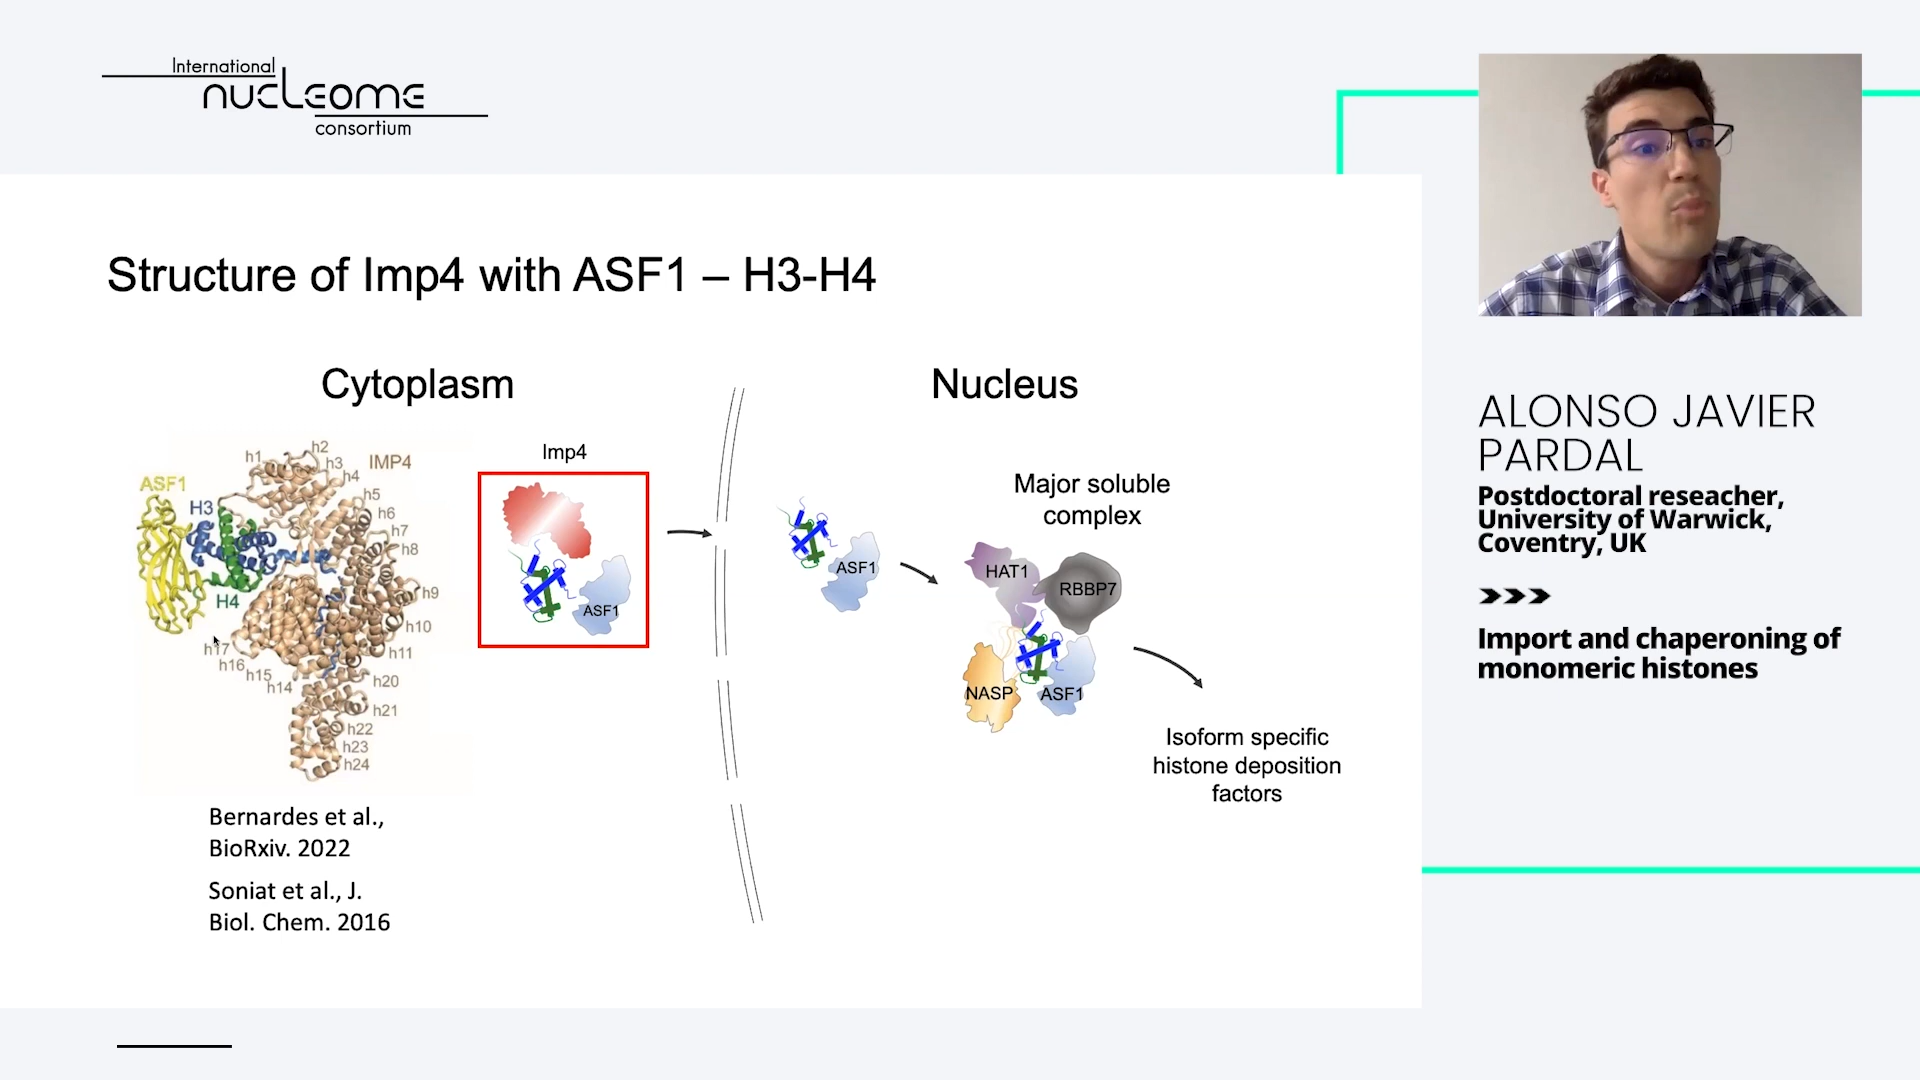 International
nucleome
consortium
Structure of Imp4 with ASF1 – H3-H4
Cytoplasm
Nucleus
h1
h2
h3
h4
IMP4
ASF1
H3
H4
h5
h6
h7
h8
h9
h10
h11
h17
h16
h15
h14
h20
h21
h22
h23
h24
Imp4
ASF1
ASF1
Major soluble
complex
HAT1
RBBP7
NASP
ASF1
Isoform specific
histone deposition
factors
Bernardes et al.,
BioRxiv. 2022
Soniat et al., J.
Biol. Chem. 2016
ALONSO JAVIER
PARDAL
Postdoctoral reseacher,
University of Warwick,
Coventry, UK
Import and chaperoning of
monomeric histones